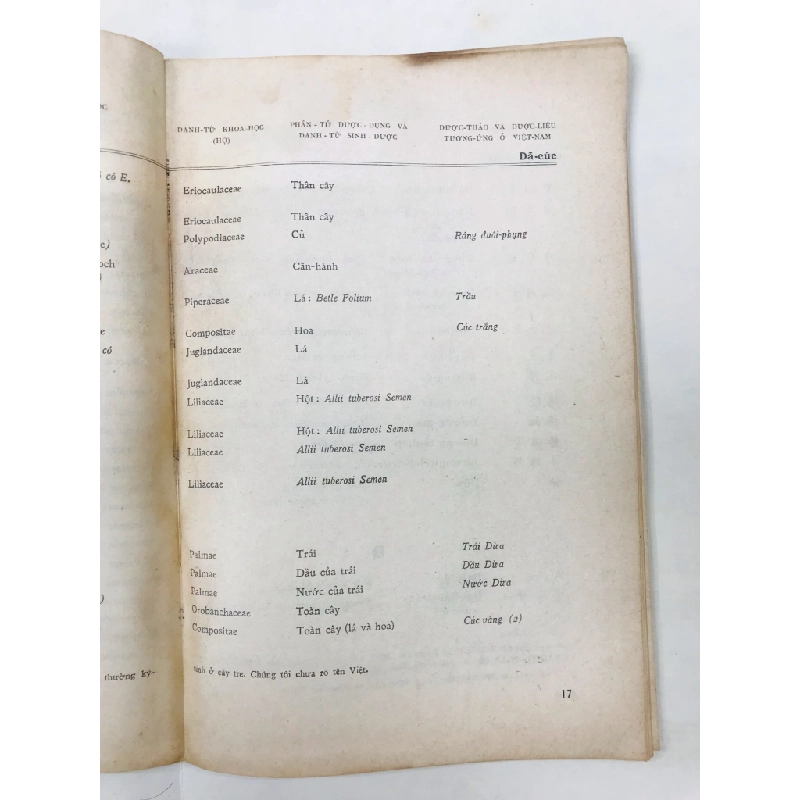 DANH-TỪ KHOA-HỌC PHẦN-TỬ DƯỢC-DỤNG VÀ DƯỢC-THẢO VÀ DƯỢC-LIỆU
(HỌ) DANH-TỪ SINH DƯỢC TƯƠNG-ỨNG Ở VIỆT-NAM
Dã-cúc
có E.
Eriocaulaceae Thân cây
Eriocaulaceae Thân cây
Polypodiaceae Củ Ráng đuôi-phụng
Araceae Căn-hành
Piperaceae Lá : Betle Folium Trầu
Compositae Hoa Cúc trắng
có
Juglandaceae Lá
Juglandaceae Lá
Liliaceae Hột : Allii tuberosi Semen
Liliaceae Hột : Allii tuberosi Semen
Liliaceae Allii tuberosi Semen
Liliaceae Allii tuberosi Semen
Palmae Trái Trái Dừa
Palmae Dầu của trái Dầu Dừa
Palmae Nước của trái Nước Dừa
Orobanchaceae Toàn cây
Compositae Toàn cây (lá và hoa) Cúc vàng (a)
thường ký-
sinh ở cây tre. Chúng tôi chưa rõ tên Việt.
17